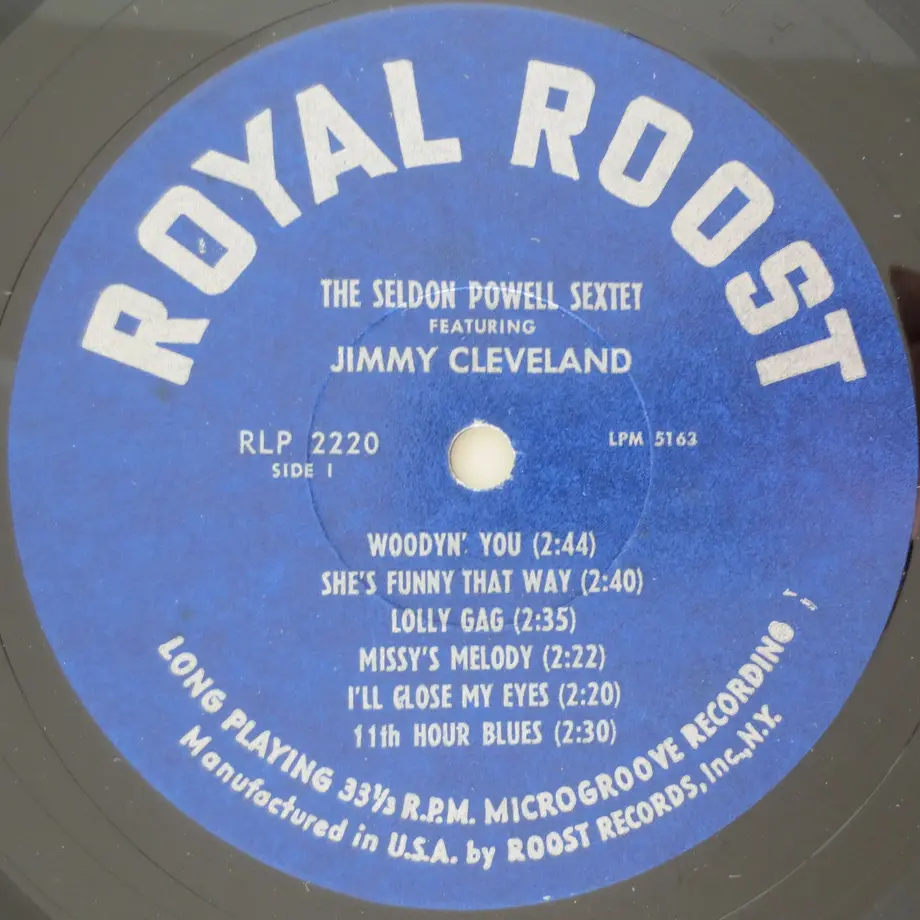 ROYAL ROOST
THE SELDON POWELL SEXTET
FEATURING
JIMMY CLEVELAND
RLP 2220
SIDE 1
LPM 5163
WOODYN' YOU (2:44)
SHE'S FUNNY THAT WAY (2:40)
LOLLY GAG (2:35)
MISSY'S MELODY (2:22)
I'LL CLOSE MY EYES (2:20)
11th HOUR BLUES (2:30)
LONG PLAYING 33⅓ R.P.M. MICROGROOVE RECORDING
Manufactured in U.S.A. by ROOST RECORDS, Inc., N.Y.